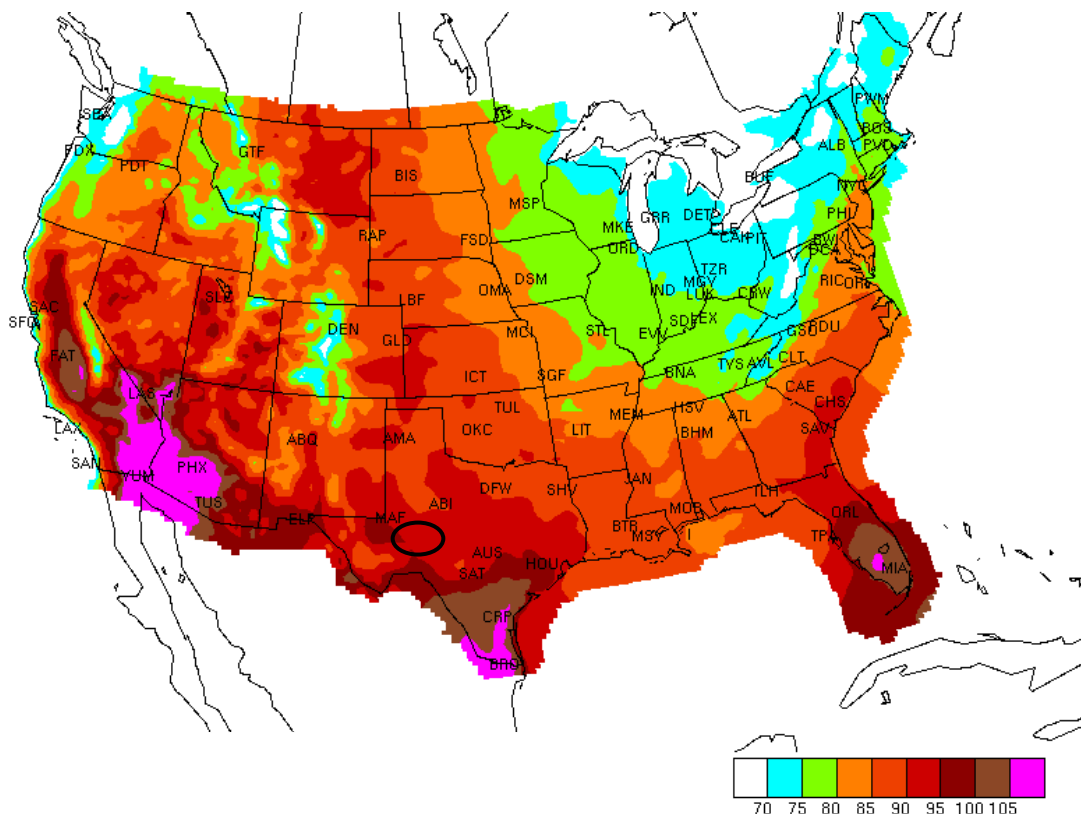 SEA
PWM
BOS
PDX
ALB
PVD
PDT
GTF
BUF
BIS
NYC
MSP
GRR
DET
PHL
MKE
CLE
CAK
PIT
RAP
FSD
ORD
BWI
DCA
TZR
DSM
MGY
RIC
ORF
SLC
LBF
OMA
IND
LUK
CRW
SAC
SFO
DEN
STL
SDF
LEX
GLD
MCI
EVV
GSO
RDU
FAT
ICT
SGF
BNA
TYS
AVL
CLT
LAS
CAE
TUL
MEM
HSV
CHS
LAX
ABQ
AMA
OKC
LIT
BHM
ATL
SAV
SAN
PHX
YUM
JAN
TUS
ABI
DFW
SHV
TLH
ELP
MAF
MOB
ORL
BTR
MSY
TPA
AUS
HOU
SAT
MIA
CRP
BRO
70 75 80 85 90 95 100 105